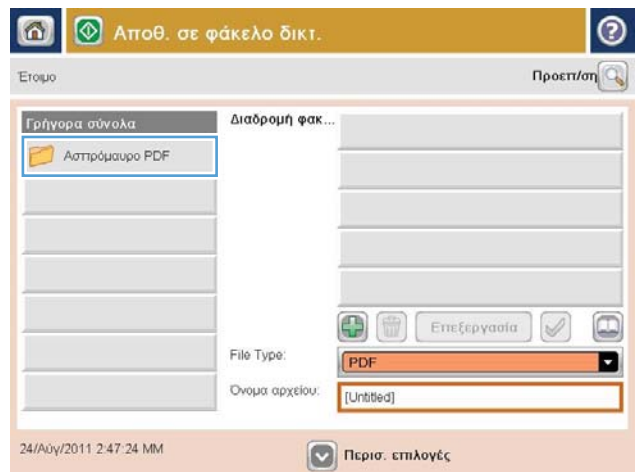 Αποθ. σε φάκελο δικτ.
Έτοιμο
Προεπ/ση
Γρήγορα σύνολα
Διαδρομή φακ...
Ασπρόμαυρο PDF
Επεξεργασία
File Type:
PDF
Όνομα αρχείου:
[Untitled]
24/Αύγ/2011 2:47:24 ΜΜ
Περισ. επιλογές